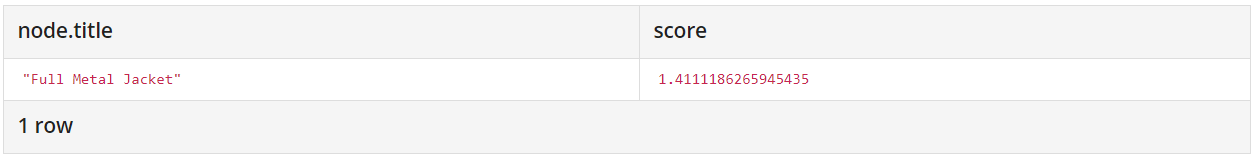 node.title score
"Full Metal Jacket" 1.4111186265945435
1 row